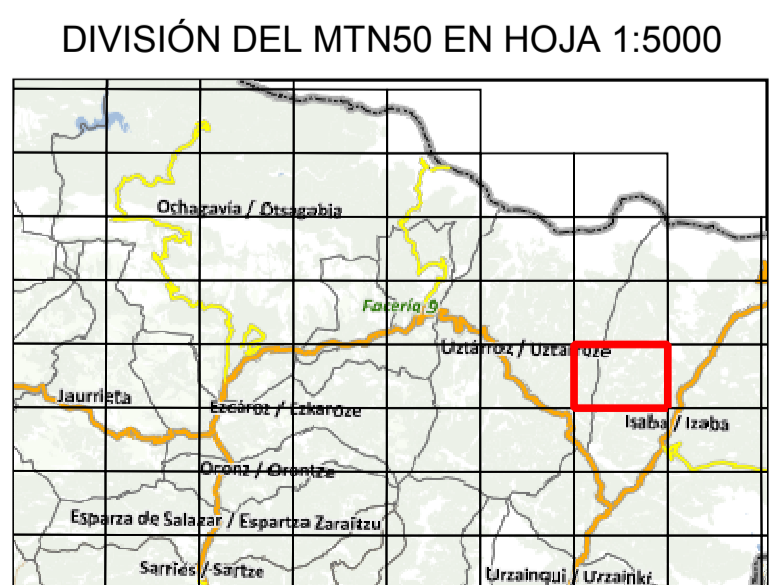 DIVISIÓN DEL MTN50 EN HOJA 1:5000
Ochagavía / Otsagabia
Facería 9
Uztárroz / Uztarroze
Jaurrieta
Ezcároz / Ezkaroze
Isaba / Izaba
Oronz / Orontze
Esparza de Salazar / Espartza Zaraitzu
Sarriés / Sartze
Urzainqui / Urzainki